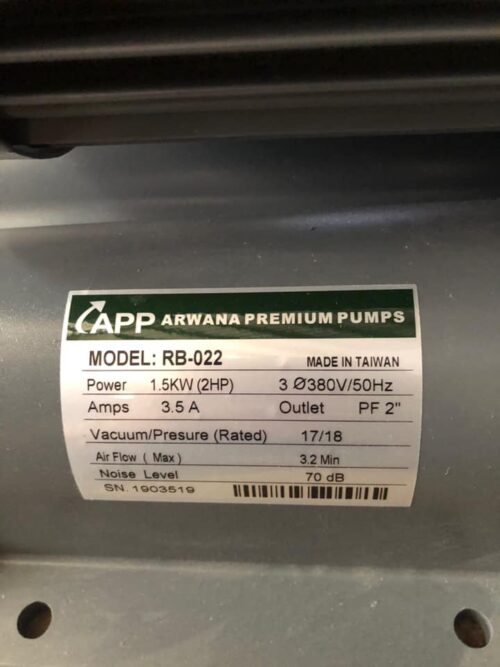 APP ARWANA PREMIUM PUMPS
MODEL: RB-022 MADE IN TAIWAN
Power 1.5KW (2HP) 3 Ø380V/50Hz
Amps 3.5 A Outlet PF 2"
Vacuum/Presure (Rated) 17/18
Air Flow ( Max ) 3.2 Min
Noise Level 70 dB
SN. 1903519